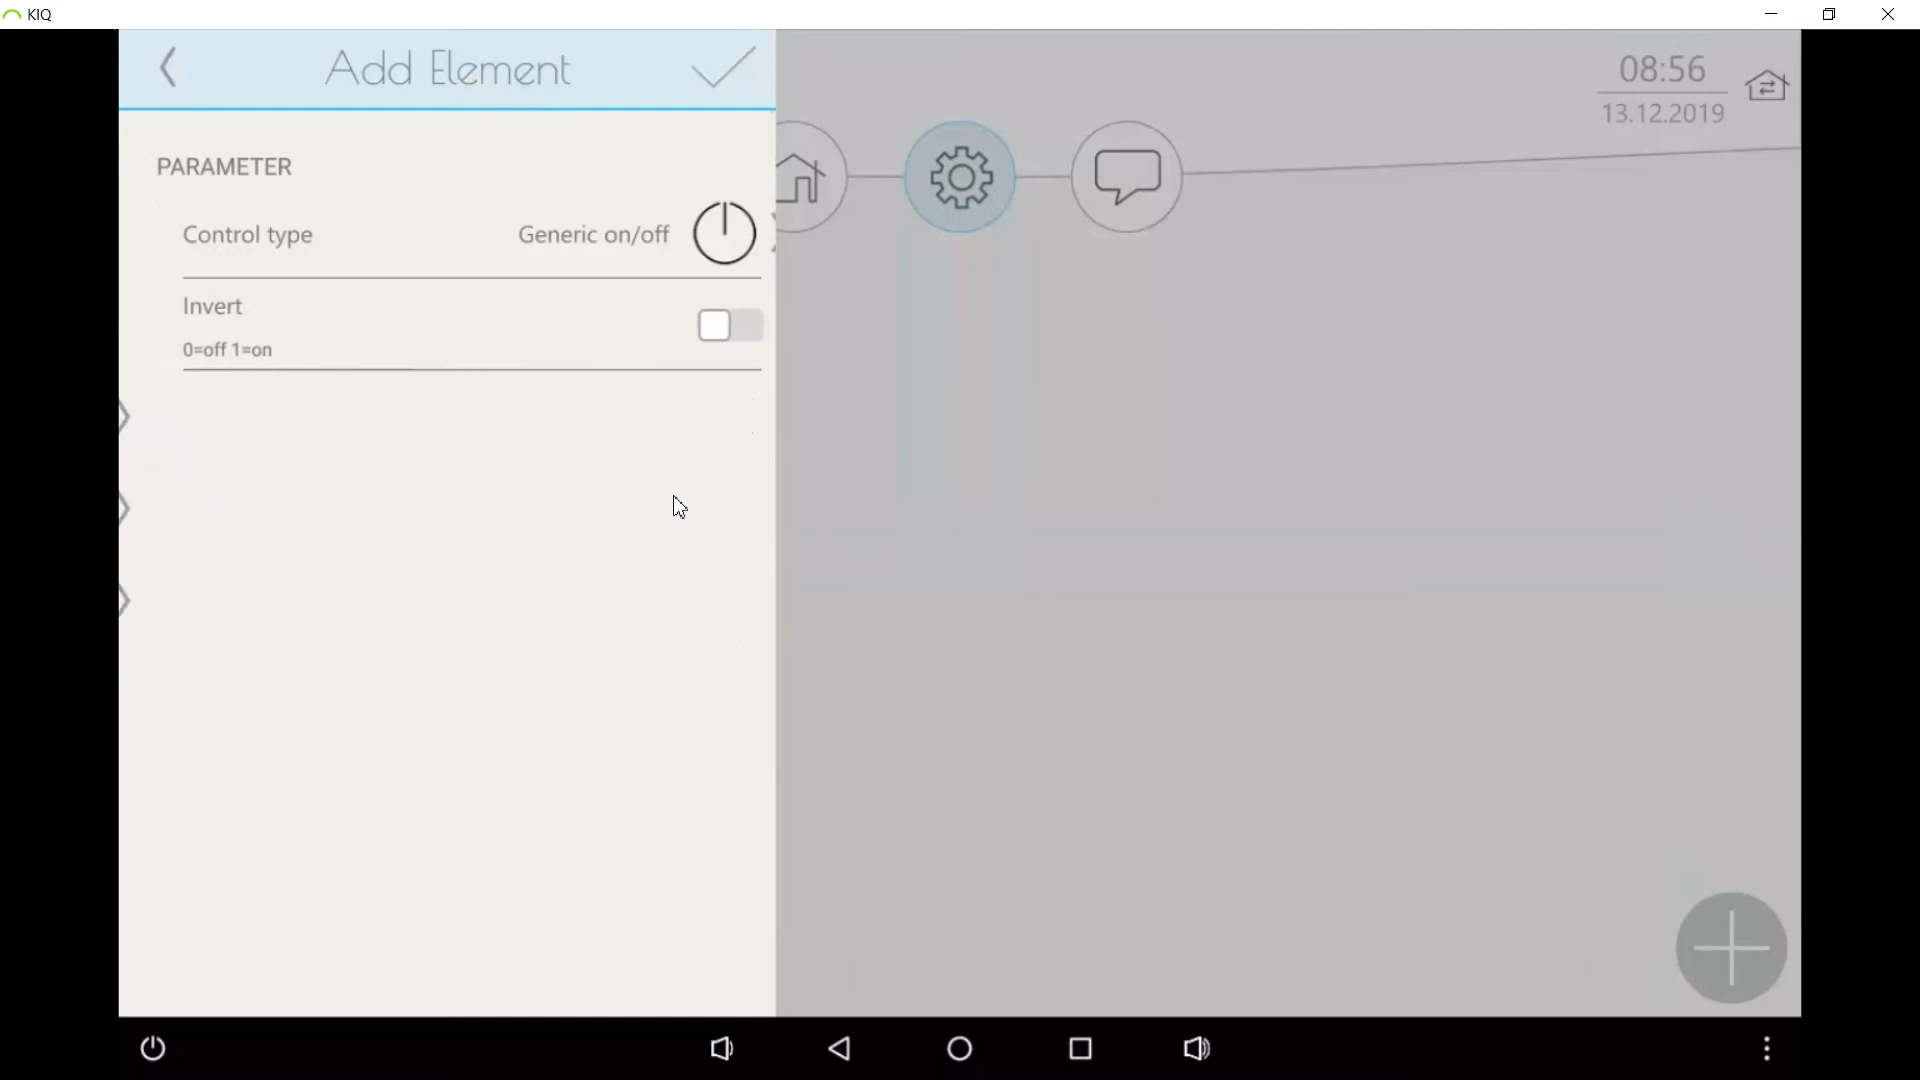 KIQ
Add Element
08:56
13.12.2019
PARAMETER
Control type Generic on/off
Invert
0=off 1=on